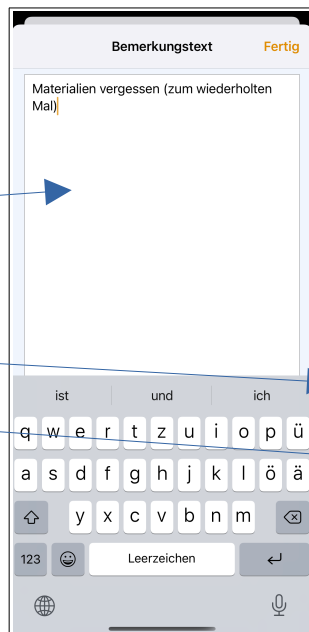 Bemerkungstext Fertig
Materialien vergessen (zum wiederholten
Mal)
ist und ich
q w e r t z u i o p ü
a s d f g h j k l ö ä
y x c v b n m
123 Leerzeichen